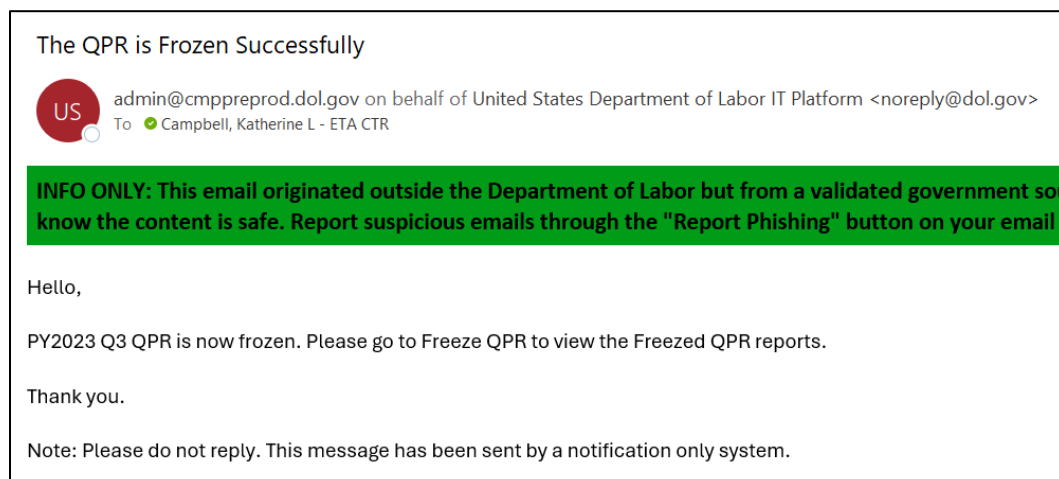 The QPR is Frozen Successfully
US
admin@cmppreprod.dol.gov on behalf of United States Department of Labor IT Platform <noreply@dol.gov>
To Campbell, Katherine L - ETA CTR
INFO ONLY: This email originated outside the Department of Labor but from a validated government
know the content is safe. Report suspicious emails through the "Report Phishing" button on your email
Hello,
PY2023 Q3 QPR is now frozen. Please go to Freeze QPR to view the Freezed QPR reports.
Thank you.
Note: Please do not reply. This message has been sent by a notification only system.